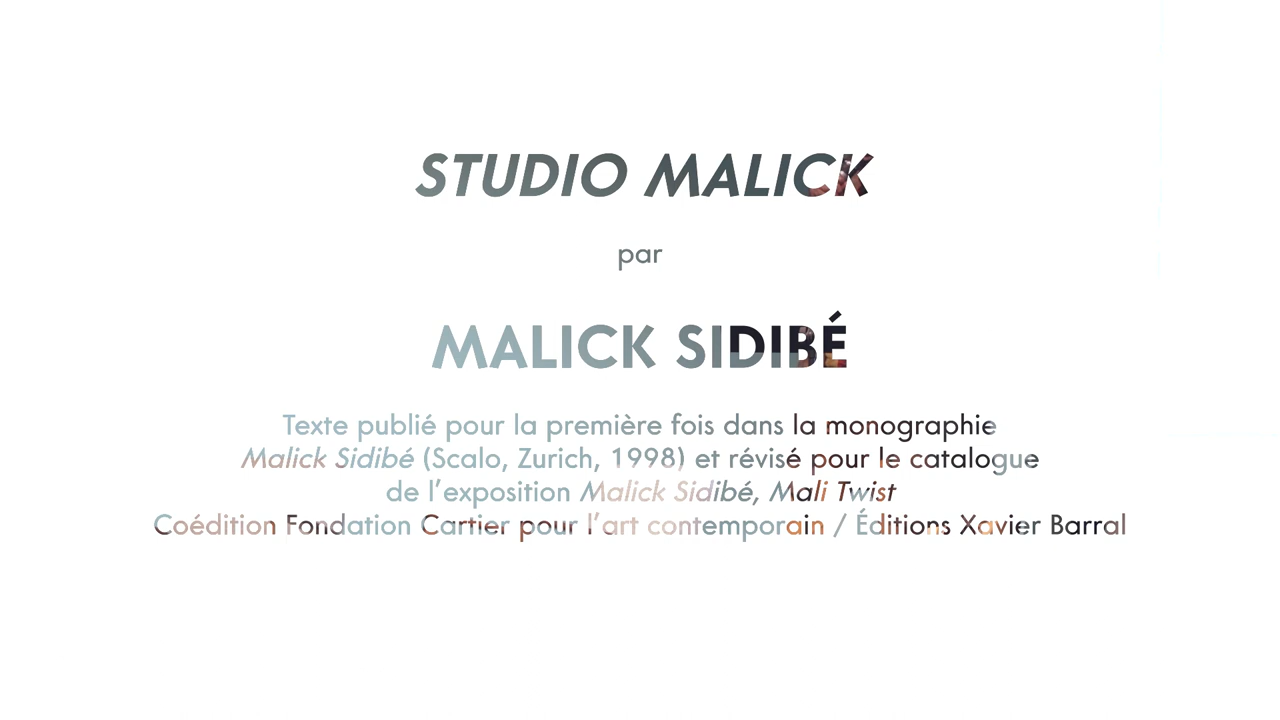 STUDIO MALICK
par
MALICK SIDIBÉ
Texte publié pour la première fois dans la monographie
Malick Sidibé (Scalo, Zurich, 1998) et révisé pour le catalogue
de l’exposition Malick Sidibé, Mali Twist
Coédition Fondation Cartier pour l’art contemporain / Éditions Xavier Barral